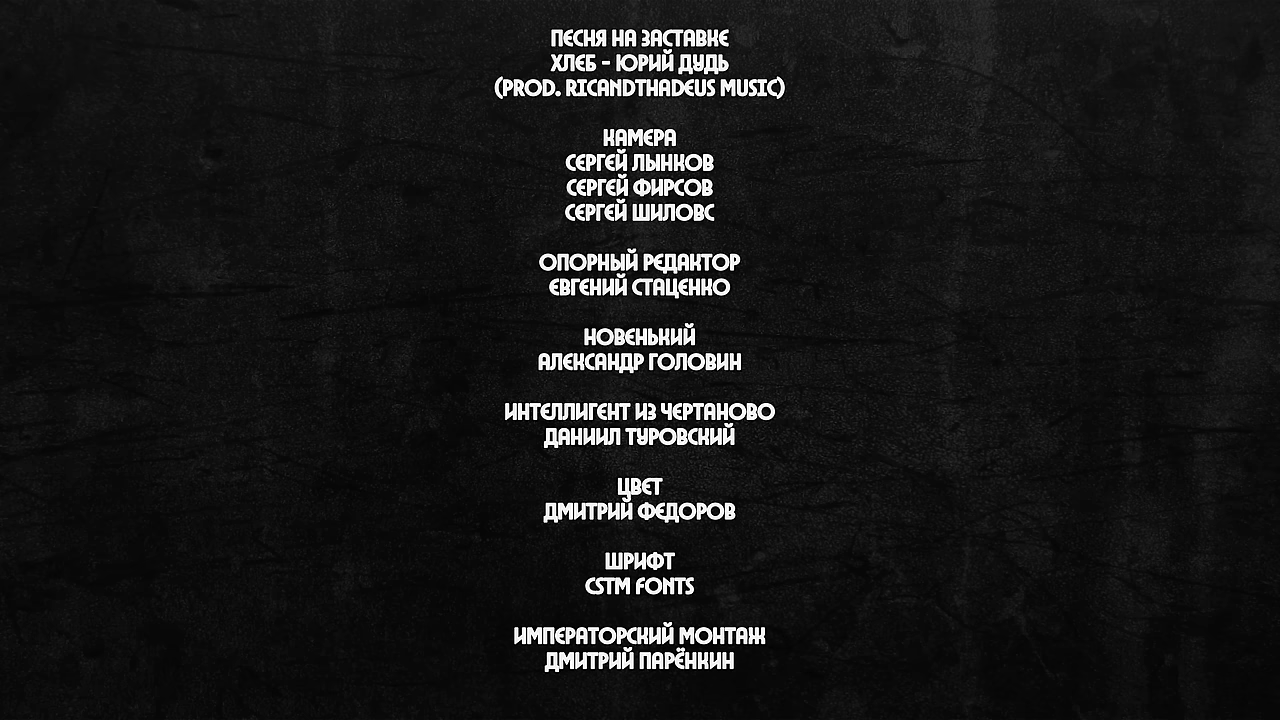 ПЕСНЯ НА ЗАСТАВКЕ
ХЛЕБ - ЮРИЙ ДУДЬ
(PROD. RICANDTHADEUS MUSIC)
КАМЕРА
СЕРГЕЙ ЛЫНКОВ
СЕРГЕЙ ФИРСОВ
СЕРГЕЙ ШИЛОВС
ОПОРНЫЙ РЕДАКТОР
ЕВГЕНИЙ СТАЦЕНКО
НОВЕНЬКИЙ
АЛЕКСАНДР ГОЛОВИН
ИНТЕЛЛИГЕНТ ИЗ ЧЕРТАНОВО
ДАНИИЛ ТУРОВСКИЙ
ЦВЕТ
ДМИТРИЙ ФЕДОРОВ
ШРИФТ
CSTM FONTS
ИМПЕРАТОРСКИЙ МОНТАЖ
ДМИТРИЙ ПАРЁНКИН